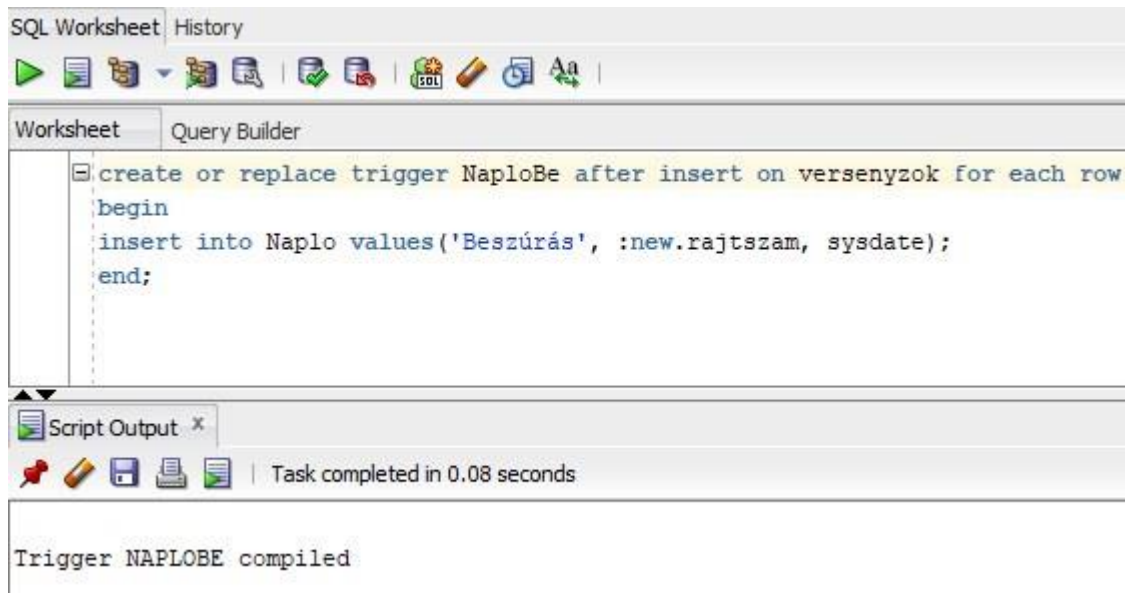 SQL Worksheet History
Worksheet Query Builder
create or replace trigger NaploBe after insert on versenyzok for each row
begin
insert into Naplo values('Beszúrás', :new.rajtszam, sysdate);
end;
Script Output x
Task completed in 0.08 seconds
Trigger NAPLOBE compiled